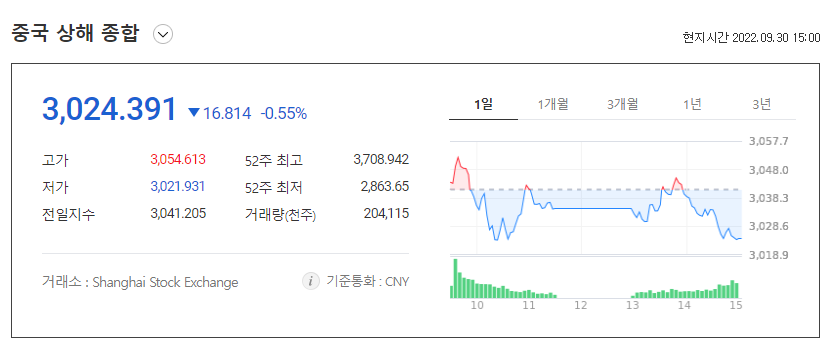 중국 상해 종합
현지시간 2022.09.30 15:00
3,024.391 ▼16.814 -0.55%
고가 3,054.613 52주 최고 3,708.942
저가 3,021.931 52주 최저 2,863.65
전일지수 3,041.205 거래량(천주) 204,115
거래소 : Shanghai Stock Exchange i 기준통화 : CNY
1일 1개월 3개월 1년 3년
3,057.7
3,048.0
3,038.3
3,028.6
3,018.9
10 11 12 13 14 15